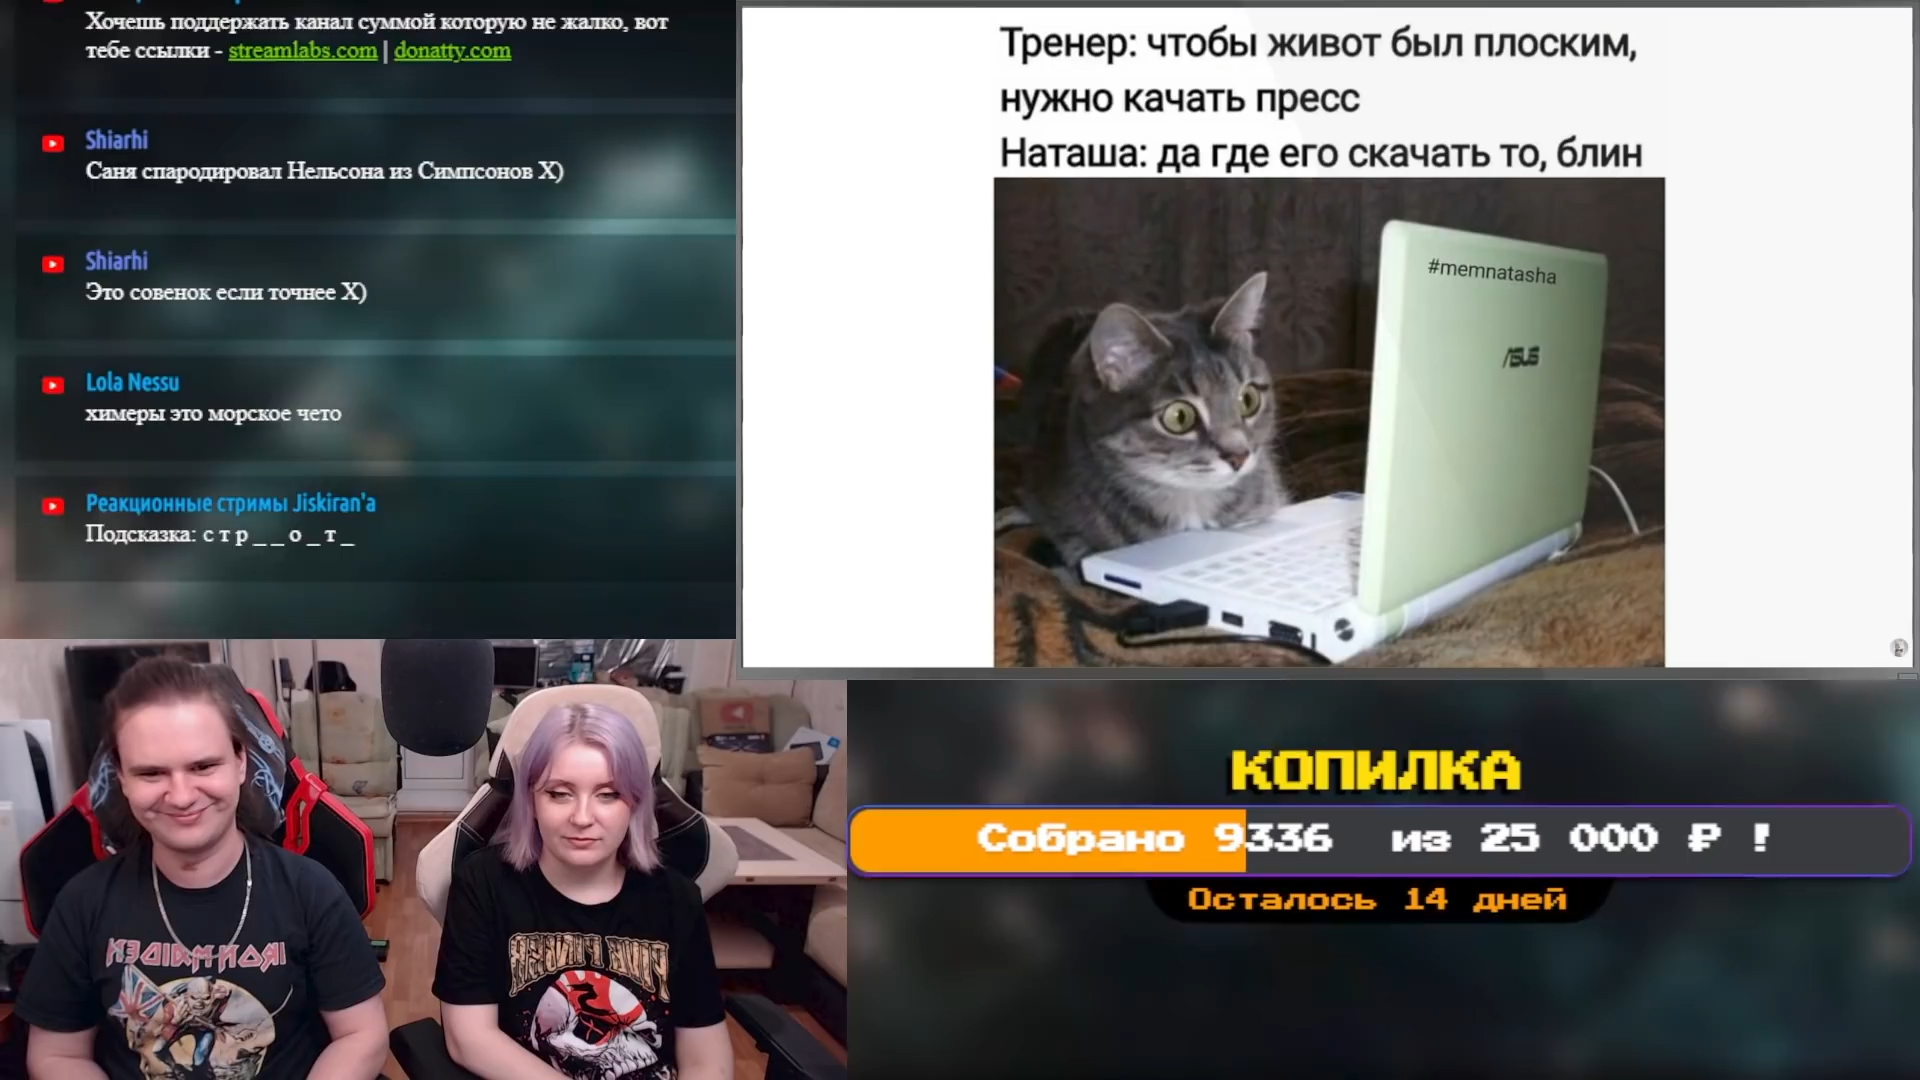 Хочешь поддержать канал суммой которую не жалко, вот
тебе ссылки - streamlabs.com | donatty.com
Shiarhi
Саня спародировал Нельсона из Симпсонов X)
Shiarhi
Это совенок если точнее X)
Lola Nessu
химеры это морское чето
Реакционные стримы Jiskiran'a
Подсказка: с т р _ _ о _ т _
Тренер: чтобы живот был плоским,
нужно качать пресс
Наташа: да где его скачать то, блин
#memnatasha
ASUS
КОПИЛКА
Собрано 9336 из 25 000 ₽ !
Осталось 14 дней
IRON MAIDEN